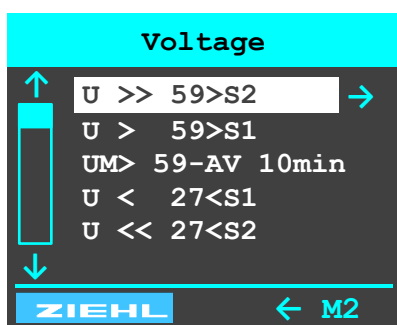 Voltage
U >> 59>S2
U > 59>S1
UM> 59-AV 10min
U < 27<S1
U << 27<S2
ZIEHL ← M2